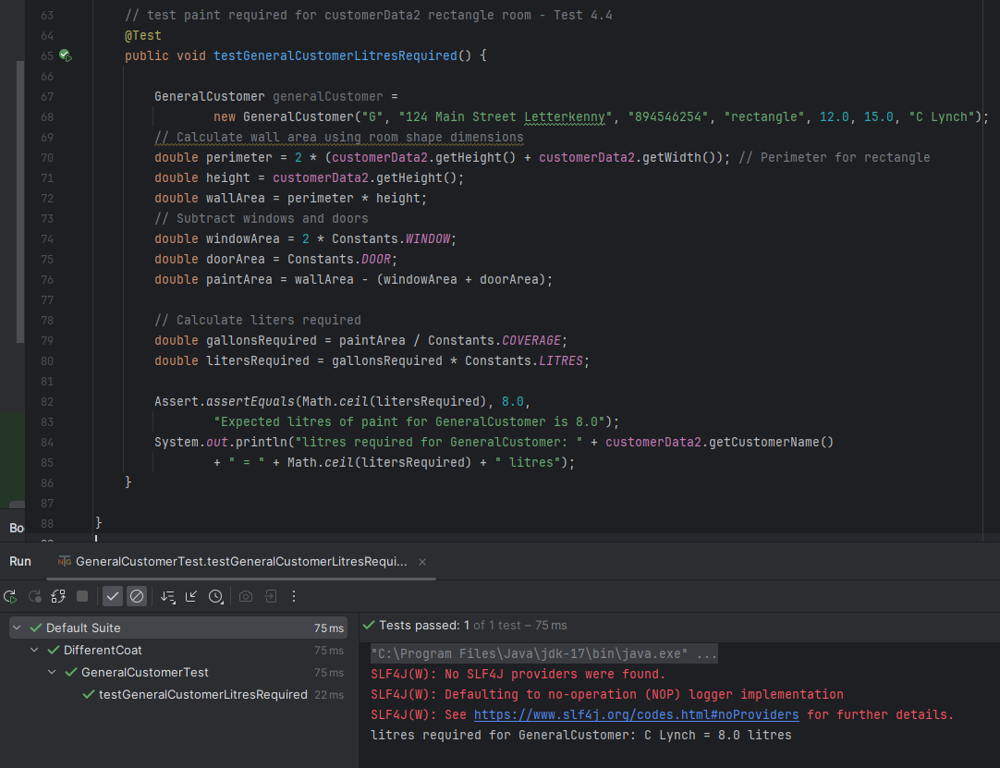 63 // test paint required for customerData2 rectangle room - Test 4.4
64 @Test
65 public void testGeneralCustomerLitresRequired() {
66
67 GeneralCustomer generalCustomer =
68 new GeneralCustomer("G", "124 Main Street Letterkenny", "894546254", "rectangle", 12.0, 15.0, "C Lynch");
69 // Calculate wall area using room shape dimensions
70 double perimeter = 2 * (customerData2.getHeight() + customerData2.getWidth()); // Perimeter for rectangle
71 double height = customerData2.getHeight();
72 double wallArea = perimeter * height;
73 // Subtract windows and doors
74 double windowArea = 2 * Constants.WINDOW;
75 double doorArea = Constants.DOOR;
76 double paintArea = wallArea - (windowArea + doorArea);
77
78 // Calculate liters required
79 double gallonsRequired = paintArea / Constants.COVERAGE;
80 double litersRequired = gallonsRequired * Constants.LITRES;
81
82 Assert.assertEquals(Math.ceil(litersRequired), 8.0,
83 "Expected litres of paint for GeneralCustomer is 8.0");
84 System.out.println("litres required for GeneralCustomer: " + customerData2.getCustomerName()
85 + " = " + Math.ceil(litersRequired) + " litres");
86 }
87
88 }
Bo
Run GeneralCustomerTest.testGeneralCustomerLitresRequi... ×
Default Suite 75 ms
DifferentCoat 75 ms
GeneralCustomerTest 75 ms
testGeneralCustomerLitresRequired 22 ms
Tests passed: 1 of 1 test – 75 ms
"C:\Program Files\Java\jdk-17\bin\java.exe" ...
SLF4J(W): No SLF4J providers were found.
SLF4J(W): Defaulting to no-operation (NOP) logger implementation
SLF4J(W): See https://www.slf4j.org/codes.html#noProviders for further details.
litres required for GeneralCustomer: C Lynch = 8.0 litres